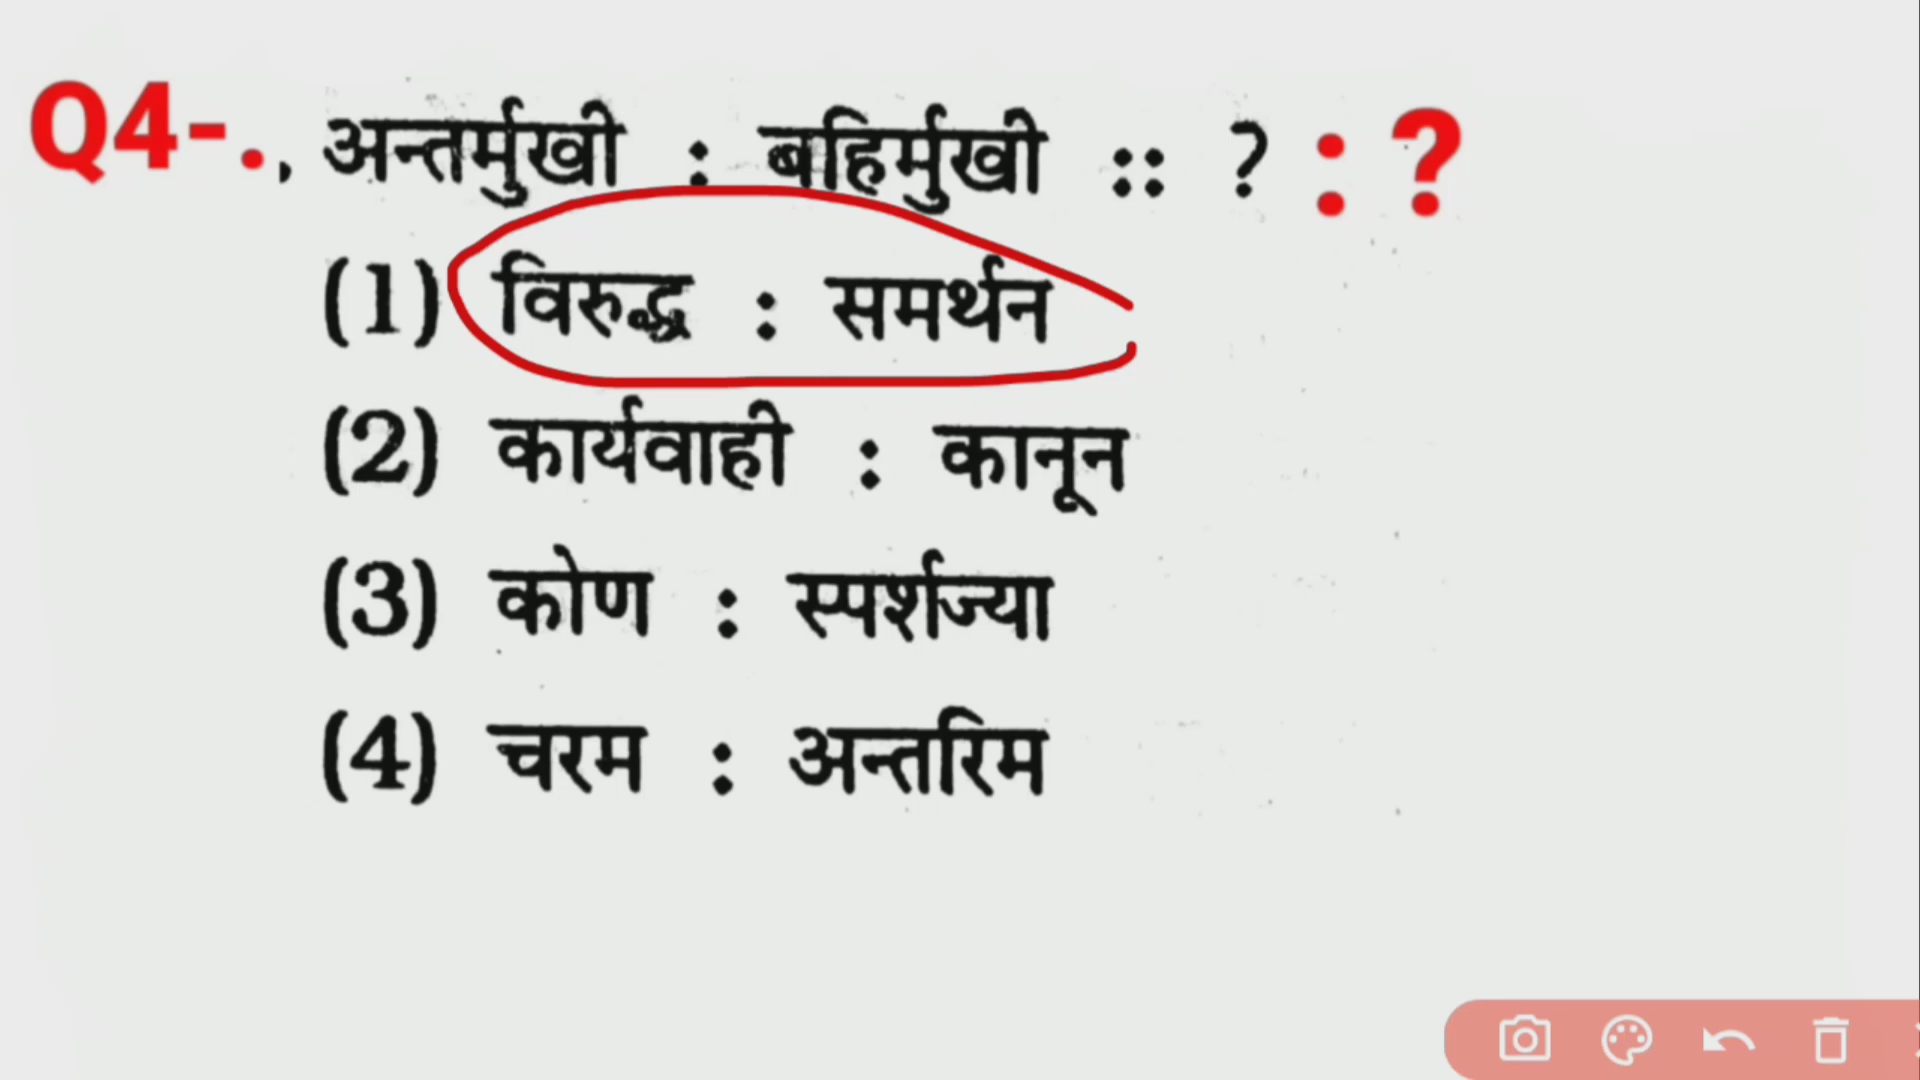 Q4-. , अन्तर्मुखी : बहिर्मुखी :: ? : ?
(1) विरुद्ध : समर्थन
(2) कार्यवाही : कानून
(3) कोण : स्पर्शज्या
(4) चरम : अन्तरिम